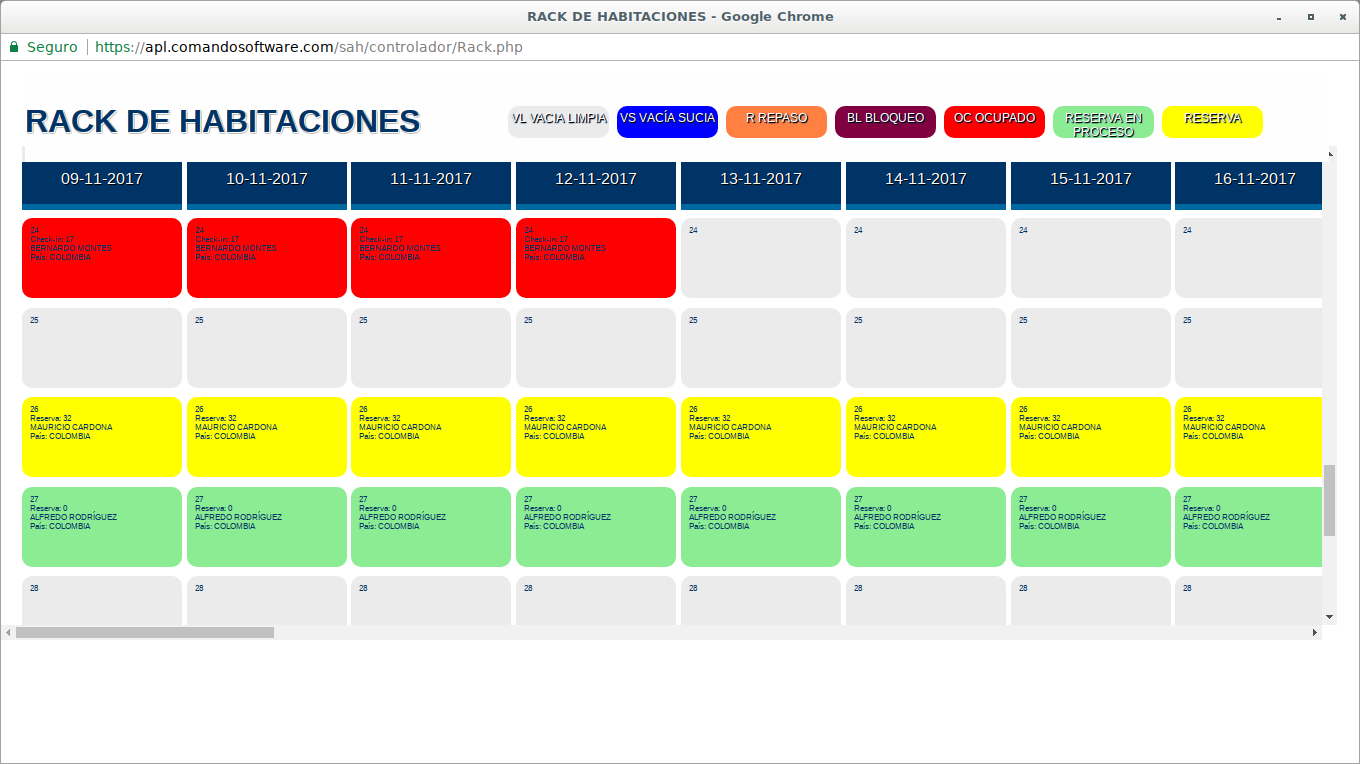 RACK DE HABITACIONES - Google Chrome
Seguro https://apl.comandosoftware.com/sah/controlador/Rack.php
RACK DE HABITACIONES
VL VACIA LIMPIA
VS VACÍA SUCIA
R REPASO
BL BLOQUEO
OC OCUPADO
RESERVA EN
PROCESO
RESERVA
09-11-2017 10-11-2017 11-11-2017 12-11-2017 13-11-2017 14-11-2017 15-11-2017 16-11-2017
24 24 24 24 24 24 24 24
Check-in: 17 Check-in: 17 Check-in: 17 Check-in: 17
BERNARDO MONTES BERNARDO MONTES BERNARDO MONTES BERNARDO MONTES
País: COLOMBIA País: COLOMBIA País: COLOMBIA País: COLOMBIA
25 25 25 25 25 25 25 25
26 26 26 26 26 26 26 26
Reserva: 32 Reserva: 32 Reserva: 32 Reserva: 32 Reserva: 32 Reserva: 32 Reserva: 32 Reserva: 32
MAURICIO CARDONA MAURICIO CARDONA MAURICIO CARDONA MAURICIO CARDONA MAURICIO CARDONA MAURICIO CARDONA MAURICIO CARDONA MAURICIO CARDONA
País: COLOMBIA País: COLOMBIA País: COLOMBIA País: COLOMBIA País: COLOMBIA País: COLOMBIA País: COLOMBIA País: COLOMBIA
27 27 27 27 27 27 27 27
Reserva: 0 Reserva: 0 Reserva: 0 Reserva: 0 Reserva: 0 Reserva: 0 Reserva: 0 Reserva: 0
ALFREDO RODRÍGUEZ ALFREDO RODRÍGUEZ ALFREDO RODRÍGUEZ ALFREDO RODRÍGUEZ ALFREDO RODRÍGUEZ ALFREDO RODRÍGUEZ ALFREDO RODRÍGUEZ ALFREDO RODRÍGUEZ
País: COLOMBIA País: COLOMBIA País: COLOMBIA País: COLOMBIA País: COLOMBIA País: COLOMBIA País: COLOMBIA País: COLOMBIA
28 28 28 28 28 28 28 28